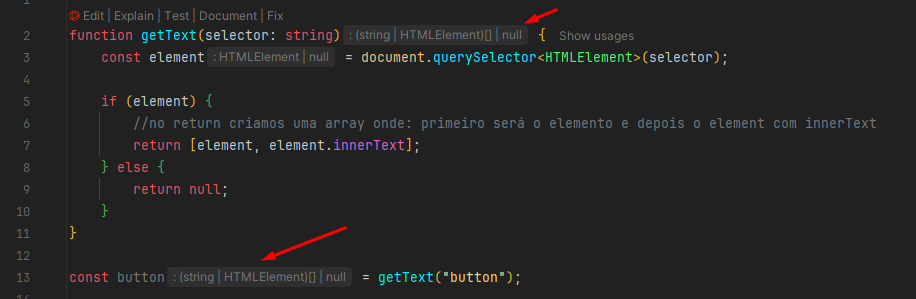 1
Edit | Explain | Test | Document | Fix
2 function getText(selector: string) : (string | HTMLElement)[] | null { Show usages
3 const element : HTMLElement | null = document.querySelector<HTMLElement>(selector);
4
5 if (element) {
6 //no return criamos uma array onde: primeiro será o elemento e depois o element com innerText
7 return [element, element.innerText];
8 } else {
9 return null;
10 }
11 }
12
13 const button : (string | HTMLElement)[] | null = getText("button");
14